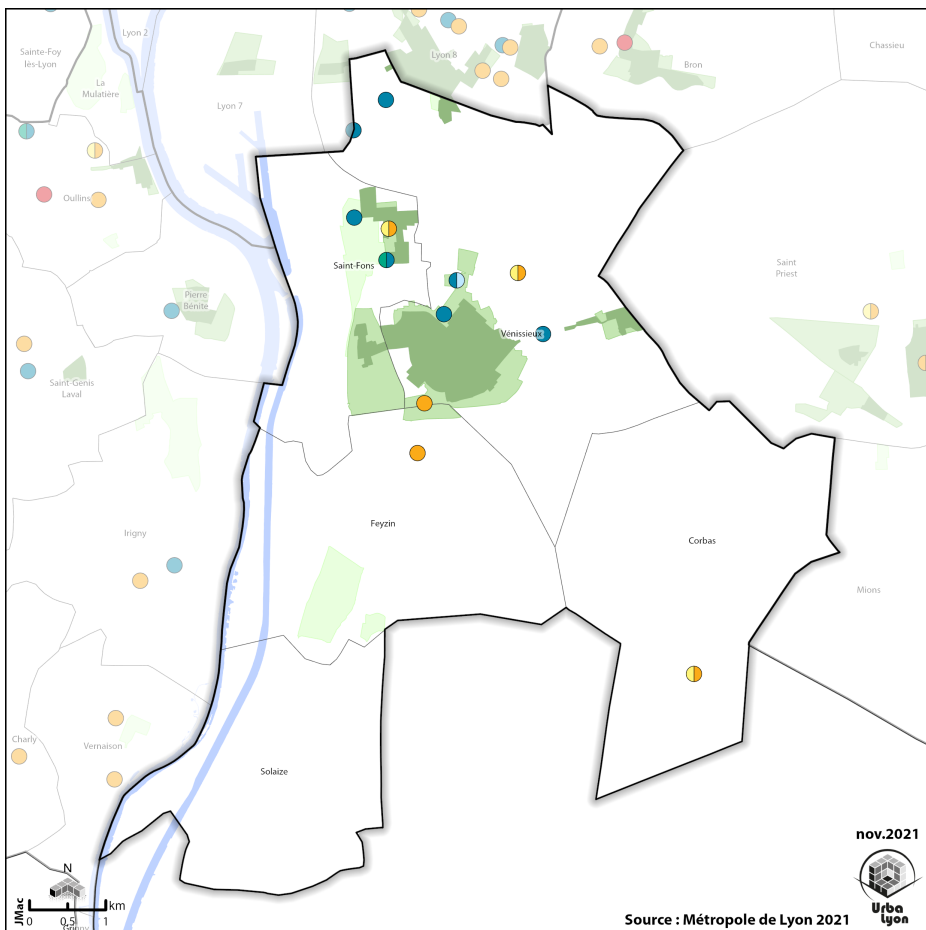 Lyon 2
Sainte-Foy
lès-Lyon
Lyon 8
Chassieu
Bron
La
Mulatière
Lyon 7
Oullins
Saint-Fons
Saint
Priest
Pierre
Bénite
Vénissieux
Saint-Genis
Laval
Feyzin
Irigny
Corbas
Mions
Charly
Vernaison
Solaize
nov.2021
N
JMac
km
0
0,5
1
Source : Métropole de Lyon 2021
Urba
Lyon
Grigny